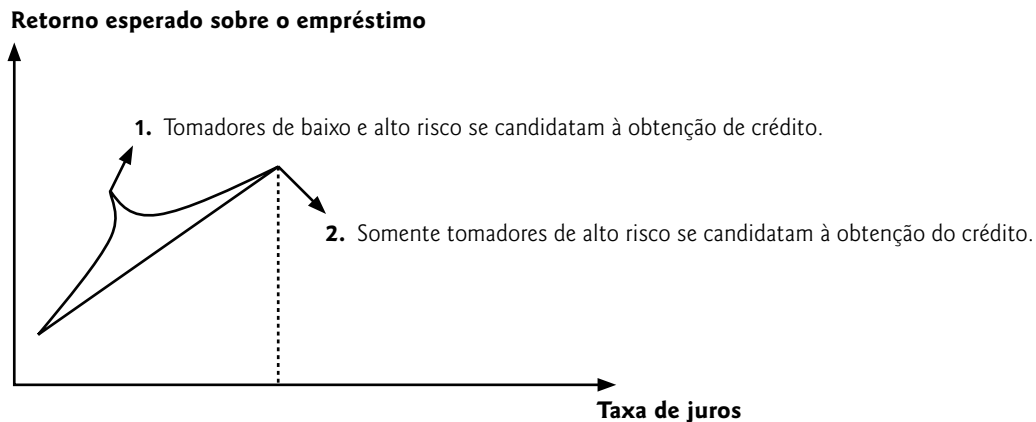 Retorno esperado sobre o empréstimo
1. Tomadores de baixo e alto risco se candidatam à obtenção de crédito.
2. Somente tomadores de alto risco se candidatam à obtenção do crédito.
Taxa de juros